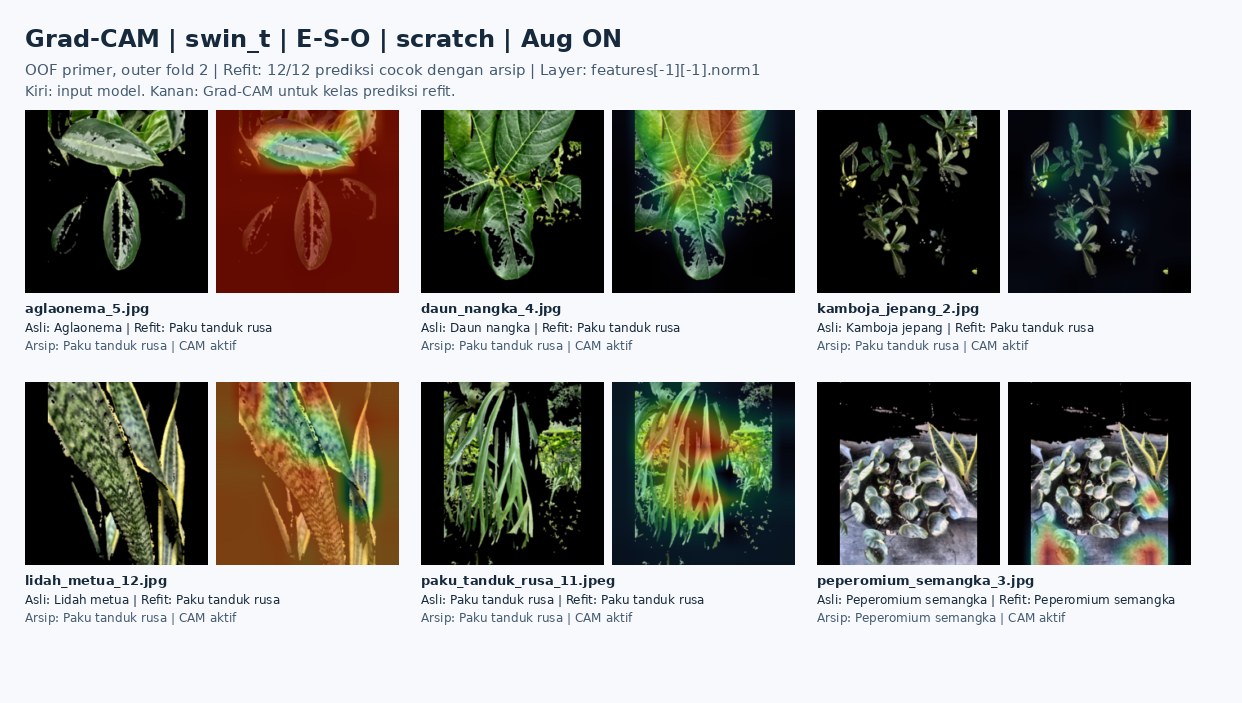 Grad-CAM | swin_t | E-S-O | scratch | Aug ON
OOF primer, outer fold 2 | Refit: 12/12 prediksi cocok dengan arsip | Layer: features[-1][-1].norm1
Kiri: input model. Kanan: Grad-CAM untuk kelas prediksi refit.
aglaonema_5.jpg
Asli: Aglaonema | Refit: Paku tanduk rusa
Arsip: Paku tanduk rusa | CAM aktif
daun_nangka_4.jpg
Asli: Daun nangka | Refit: Paku tanduk rusa
Arsip: Paku tanduk rusa | CAM aktif
kamboja_jepang_2.jpg
Asli: Kamboja jepang | Refit: Paku tanduk rusa
Arsip: Paku tanduk rusa | CAM aktif
lidah_metua_12.jpg
Asli: Lidah metua | Refit: Paku tanduk rusa
Arsip: Paku tanduk rusa | CAM aktif
paku_tanduk_rusa_11.jpeg
Asli: Paku tanduk rusa | Refit: Paku tanduk rusa
Arsip: Paku tanduk rusa | CAM aktif
peperomium_semangka_3.jpg
Asli: Peperomium semangka | Refit: Peperomium semangka
Arsip: Peperomium semangka | CAM aktif